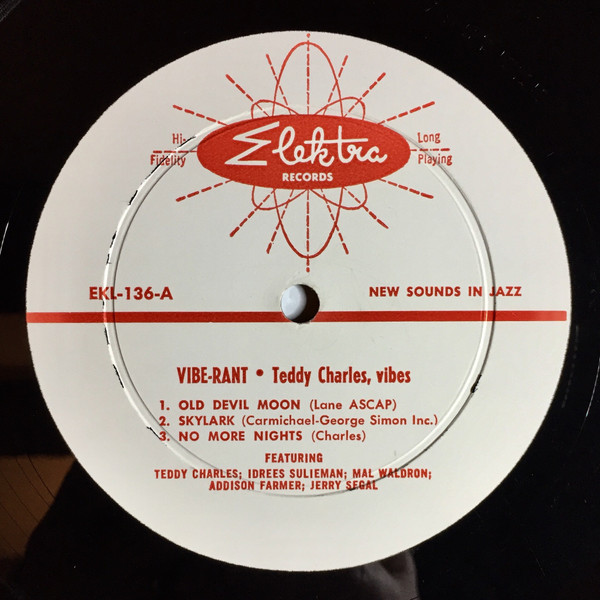 Elektra
RECORDS
Hi-
Fidelity
Long
Playing
EKL-136-A
NEW SOUNDS IN JAZZ
VIBE-RANT • Teddy Charles, vibes
1. OLD DEVIL MOON (Lane ASCAP)
2. SKYLARK (Carmichael-George Simon Inc.)
3. NO MORE NIGHTS (Charles)
FEATURING
TEDDY CHARLES; IDREES SULIEMAN; MAL WALDRON;
ADDISON FARMER; JERRY SEGAL